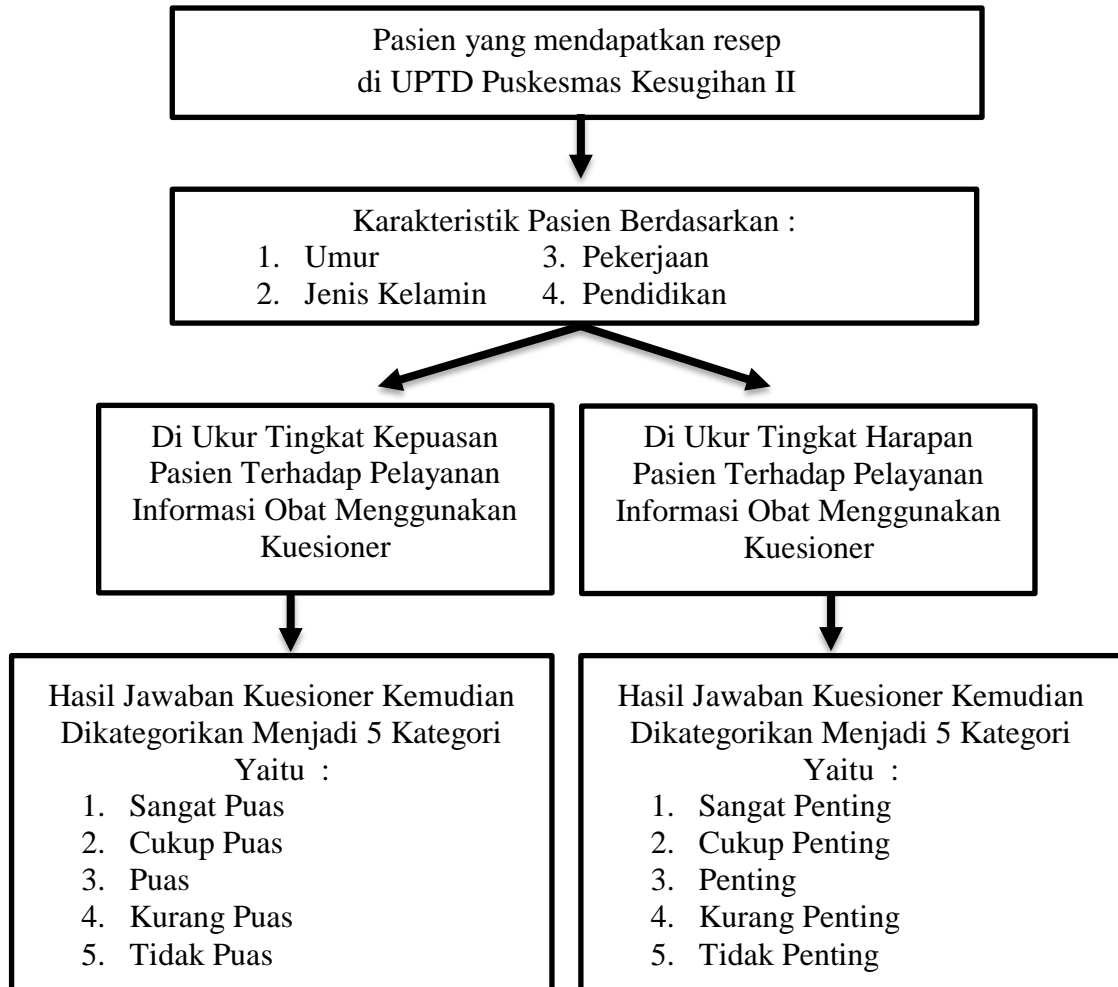 Pasien yang mendapatkan resep
di UPTD Puskesmas Kesugihan II
Karakteristik Pasien Berdasarkan :
1. Umur 3. Pekerjaan
2. Jenis Kelamin 4. Pendidikan
Di Ukur Tingkat Kepuasan
Pasien Terhadap Pelayanan
Informasi Obat Menggunakan
Kuesioner
Di Ukur Tingkat Harapan
Pasien Terhadap Pelayanan
Informasi Obat Menggunakan
Kuesioner
Hasil Jawaban Kuesioner Kemudian
Dikategorikan Menjadi 5 Kategori
Yaitu :
1. Sangat Puas
2. Cukup Puas
3. Puas
4. Kurang Puas
5. Tidak Puas
Hasil Jawaban Kuesioner Kemudian
Dikategorikan Menjadi 5 Kategori
Yaitu :
1. Sangat Penting
2. Cukup Penting
3. Penting
4. Kurang Penting
5. Tidak Penting